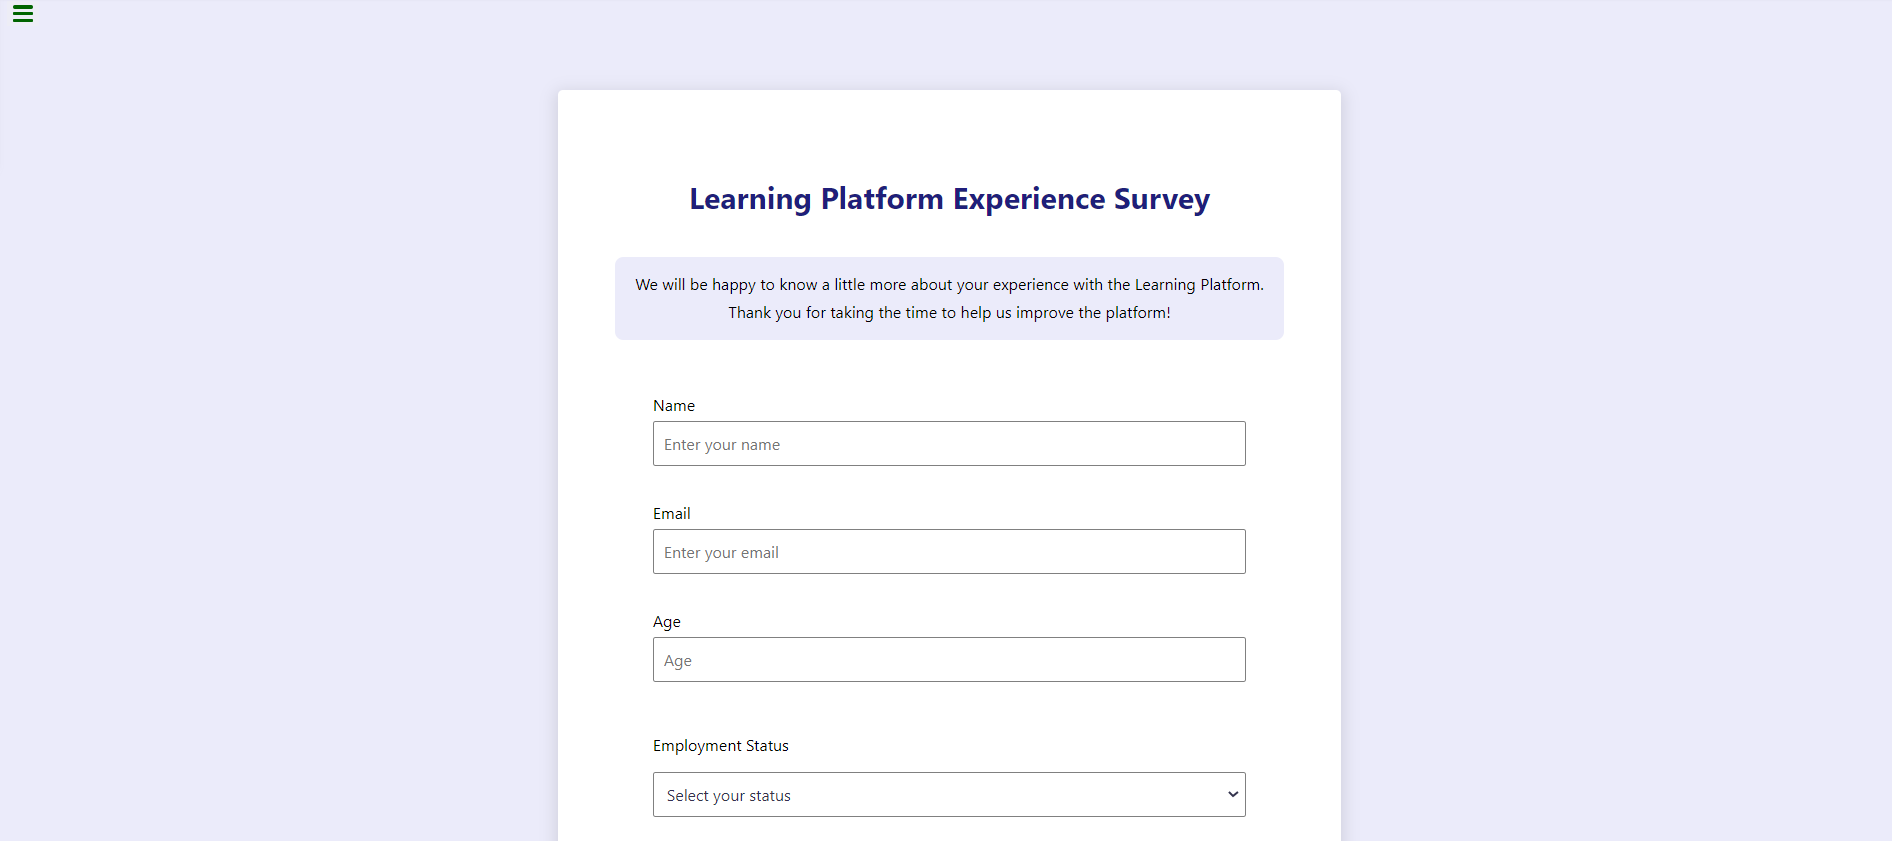 Learning Platform Experience Survey
We will be happy to know a little more about your experience with the Learning Platform.
Thank you for taking the time to help us improve the platform!
Name
Enter your name
Email
Enter your email
Age
Age
Employment Status
Select your status